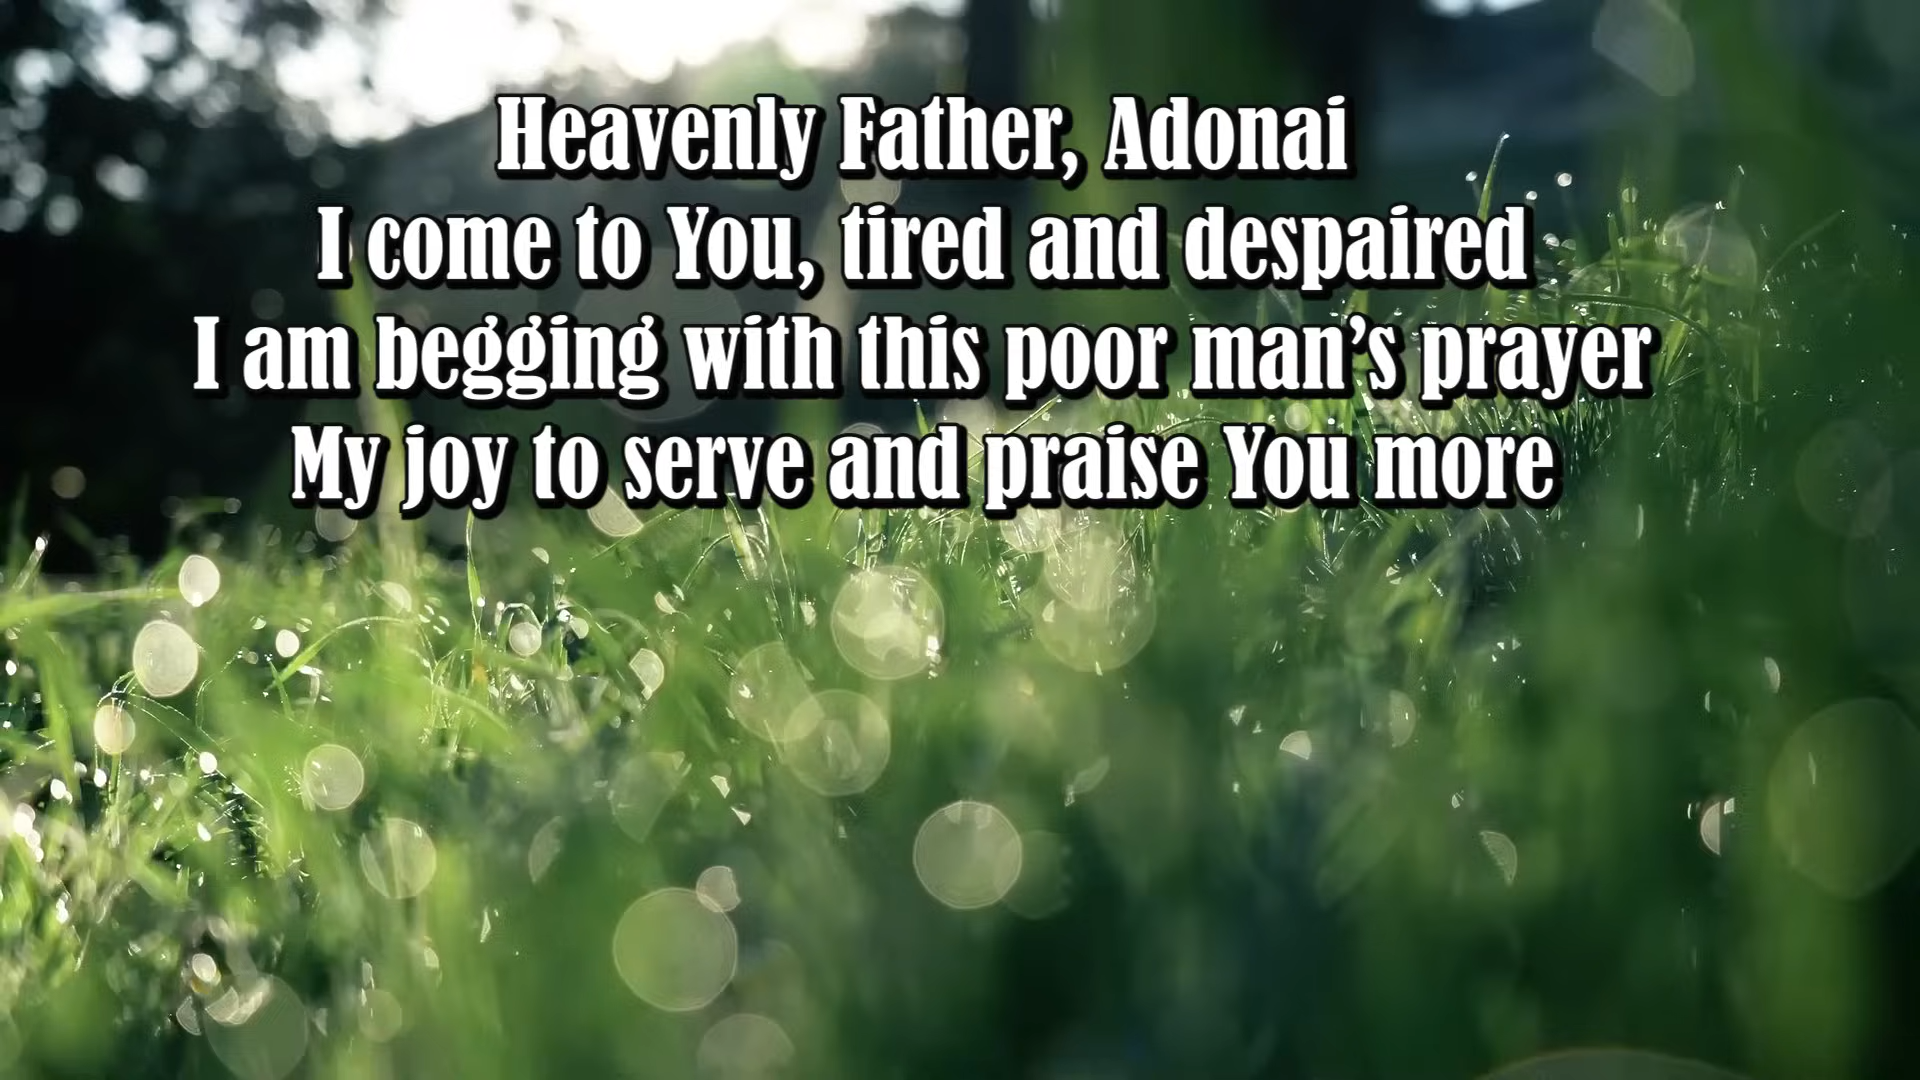 Heavenly Father, Adonai
I come to You, tired and despaired
I am begging with this poor man’s prayer
My joy to serve and praise You more